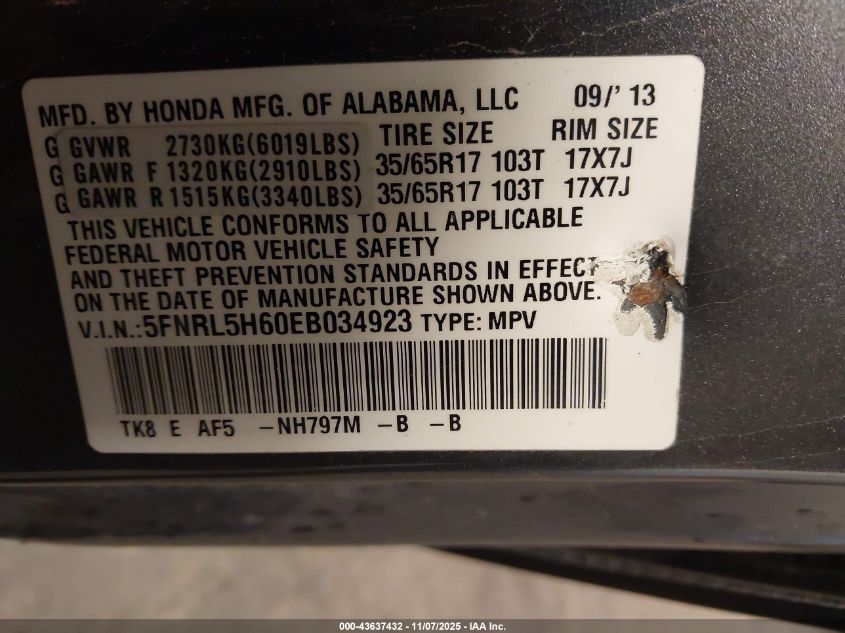 MFD. BY HONDA MFG. OF ALABAMA, LLC 09/' 13
G GVWR 2730KG(6019LBS) TIRE SIZE RIM SIZE
G GAWR F 1320KG(2910LBS) 35/65R17 103T 17X7J
G GAWR R 1515KG(3340LBS) 35/65R17 103T 17X7J
THIS VEHICLE CONFORMS TO ALL APPLICABLE
FEDERAL MOTOR VEHICLE SAFETY
AND THEFT PREVENTION STANDARDS IN EFFECT
ON THE DATE OF MANUFACTURE SHOWN ABOVE.
V.I.N.:5FNRL5H60EB034923 TYPE: MPV
TK8 E AF5 -NH797M -B -B
000-43637432 - 11/07/2025 - IAA Inc.